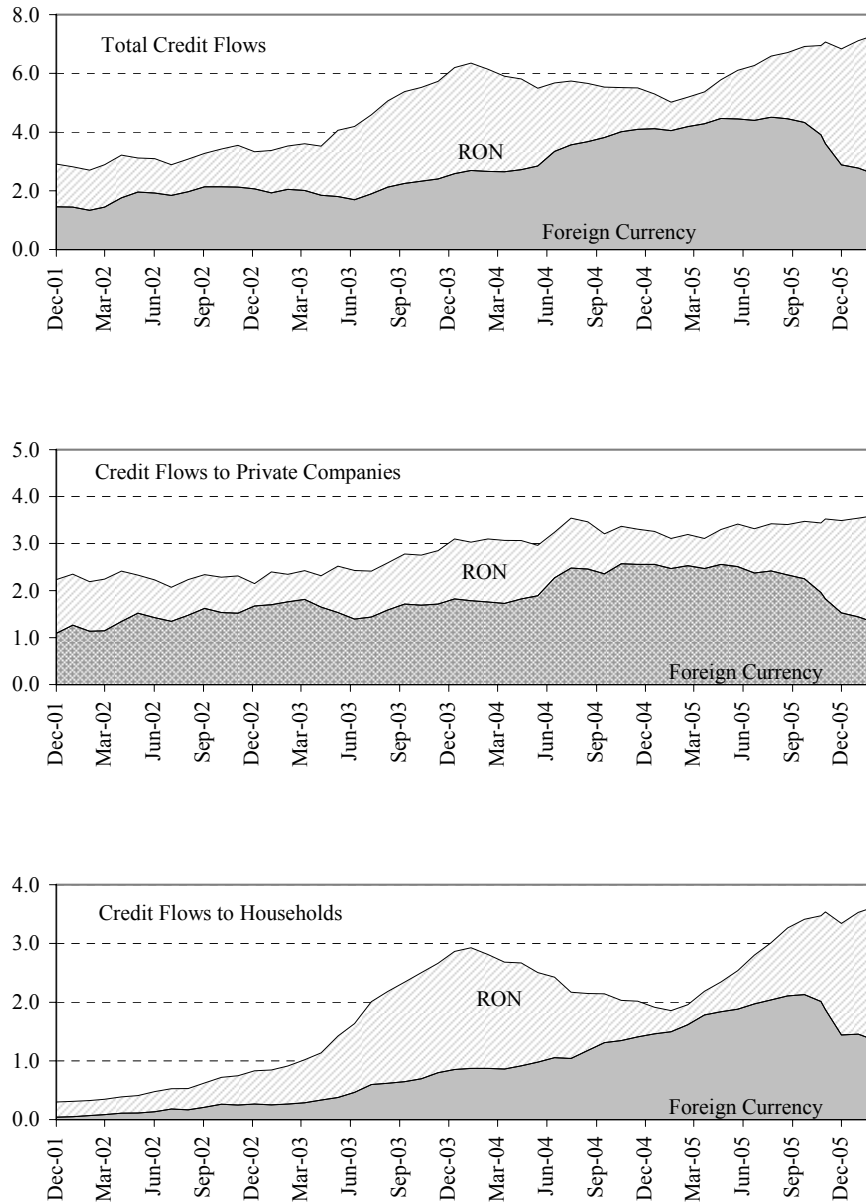 8.0
Total Credit Flows
6.0
4.0
RON
2.0
Foreign Currency
0.0
Dec-01
Mar-02
Jun-02
Sep-02
Dec-02
Mar-03
Jun-03
Sep-03
Dec-03
Mar-04
Jun-04
Sep-04
Dec-04
Mar-05
Jun-05
Sep-05
Dec-05
5.0
Credit Flows to Private Companies
4.0
3.0
RON
2.0
1.0
Foreign Currency
0.0
Dec-01
Mar-02
Jun-02
Sep-02
Dec-02
Mar-03
Jun-03
Sep-03
Dec-03
Mar-04
Jun-04
Sep-04
Dec-04
Mar-05
Jun-05
Sep-05
Dec-05
4.0
Credit Flows to Households
3.0
RON
2.0
1.0
Foreign Currency
0.0
Dec-01
Mar-02
Jun-02
Sep-02
Dec-02
Mar-03
Jun-03
Sep-03
Dec-03
Mar-04
Jun-04
Sep-04
Dec-04
Mar-05
Jun-05
Sep-05
Dec-05